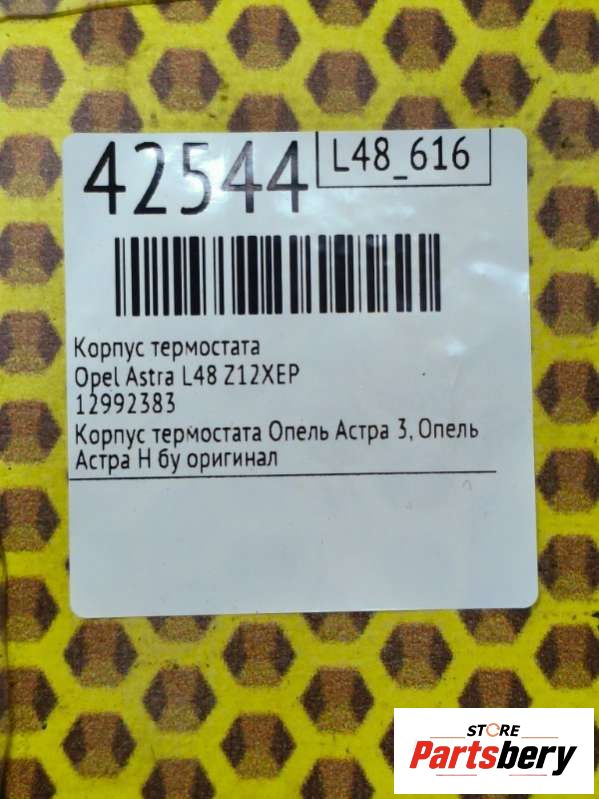 42544
L48_616
Корпус термостата
Opel Astra L48 Z12XEP
12992383
Корпус термостата Опель Астра 3, Опель
Астра Н бу оригинал
STORE
Partsbery